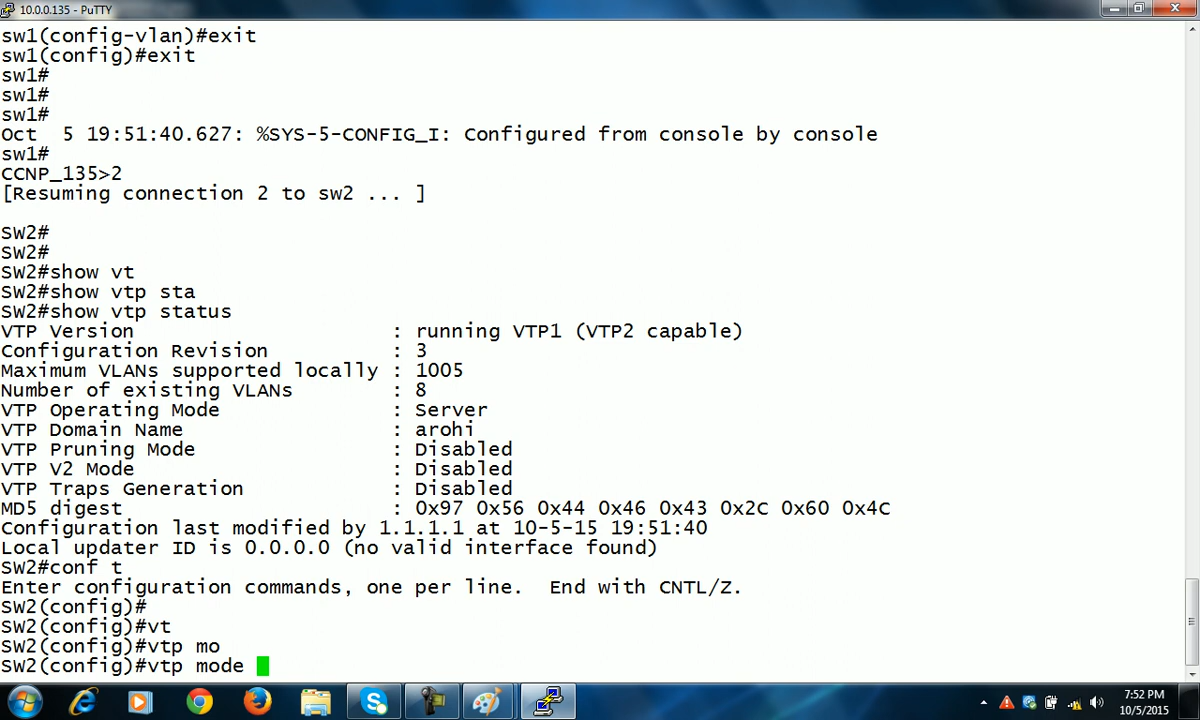 10.0.0.135 - PuTTY
sw1(config-vlan)#exit
sw1(config)#exit
sw1#
sw1#
sw1#
Oct  5 19:51:40.627: %SYS-5-CONFIG_I: Configured from console by console
sw1#
CCNP_135>2
[Resuming connection 2 to sw2 ... ]
SW2#
SW2#
SW2#show vt
SW2#show vtp sta
SW2#show vtp status
VTP Version                     : running VTP1 (VTP2 capable)
Configuration Revision          : 3
Maximum VLANs supported locally : 1005
Number of existing VLANs        : 8
VTP Operating Mode              : Server
VTP Domain Name                 : arohi
VTP Pruning Mode                : Disabled
VTP V2 Mode                     : Disabled
VTP Traps Generation            : Disabled
MD5 digest                      : 0x97 0x56 0x44 0x46 0x43 0x2C 0x60 0x4C
Configuration last modified by 1.1.1.1 at 10-5-15 19:51:40
Local updater ID is 0.0.0.0 (no valid interface found)
SW2#conf t
Enter configuration commands, one per line.  End with CNTL/Z.
SW2(config)#
SW2(config)#vt
SW2(config)#vtp mo
SW2(config)#vtp mode
7:52 PM
10/5/2015